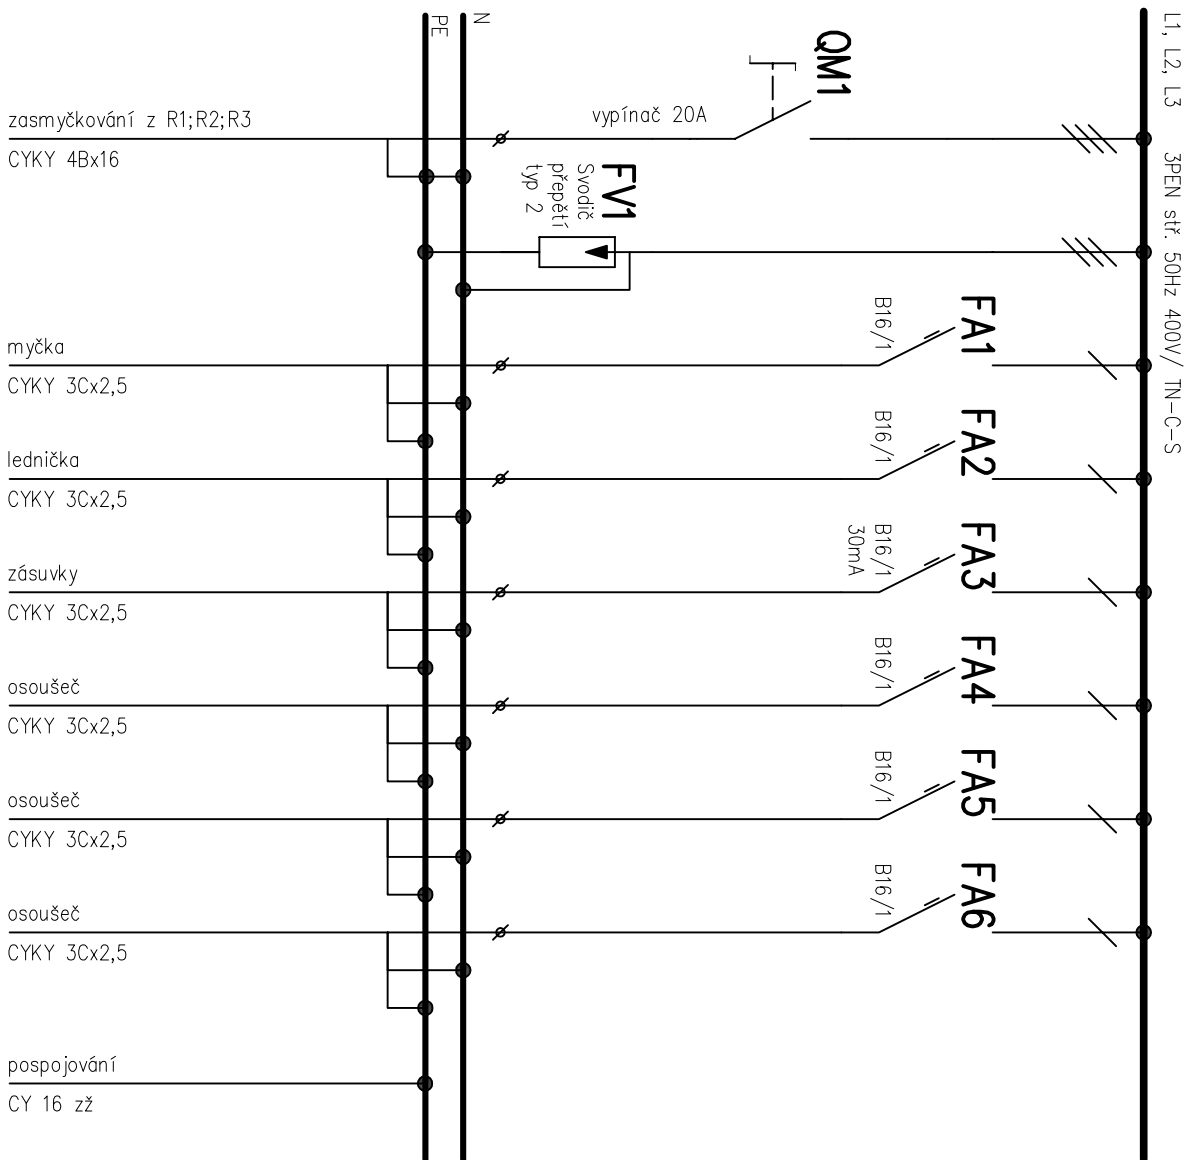 L1, L2, L3
3PEN stř. 50Hz 400V/ TN-C-S
N
PE
zasmyčkování z R1;R2;R3
CYKY 4Bx16
vypínač 20A
QM1
FV1
Svodič
přepětí
typ 2
myčka
CYKY 3Cx2,5
B16/1
FA1
lednička
CYKY 3Cx2,5
B16/1
FA2
zásuvky
CYKY 3Cx2,5
B16/1
30mA
FA3
osoušeč
CYKY 3Cx2,5
B16/1
FA4
osoušeč
CYKY 3Cx2,5
B16/1
FA5
osoušeč
CYKY 3Cx2,5
B16/1
FA6
pospojování
CY 16 zž